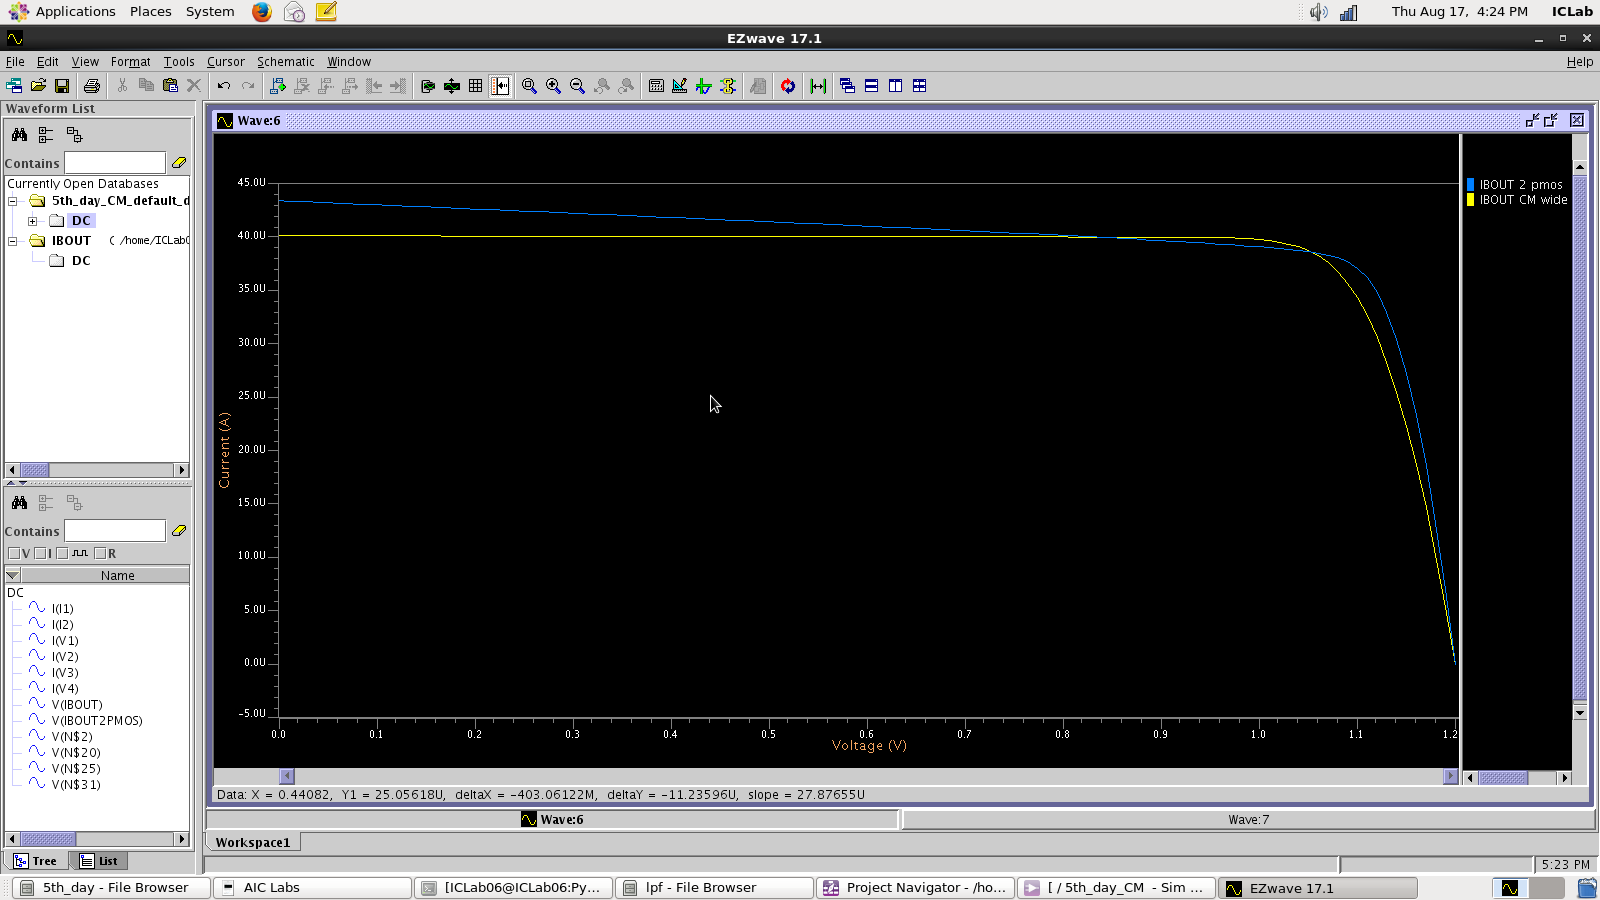 Applications Places System Thu Aug 17, 4:24 PM ICLab
EZwave 17.1
File Edit View Format Tools Cursor Schematic Window Help
Waveform List
Contains
Currently Open Databases
5th_day_CM_default_d
DC
IBOUT ( /home/ICLab0
DC
Contains
V I R
Name
DC
I(I1)
I(I2)
I(V1)
I(V2)
I(V3)
I(V4)
V(IBOUT)
V(IBOUT2PMOS)
V(N$2)
V(N$20)
V(N$25)
V(N$31)
Tree List
Wave:6
45.0U
40.0U
35.0U
30.0U
25.0U
20.0U
15.0U
10.0U
5.0U
0.0U
-5.0U
Current (A)
0.0 0.1 0.2 0.3 0.4 0.5 0.6 0.7 0.8 0.9 1.0 1.1 1.2
Voltage (V)
IBOUT 2 pmos
IBOUT CM wide
Data: X = 0.44082, Y1 = 25.05618U, deltaX = -403.06122M, deltaY = -11.23596U, slope = 27.87655U
Wave:6 Wave:7
Workspace1
5:23 PM
5th_day - File Browser AIC Labs [ICLab06@ICLab06:Py... lpf - File Browser Project Navigator - /ho... [ / 5th_day_CM - Sim ... EZwave 17.1